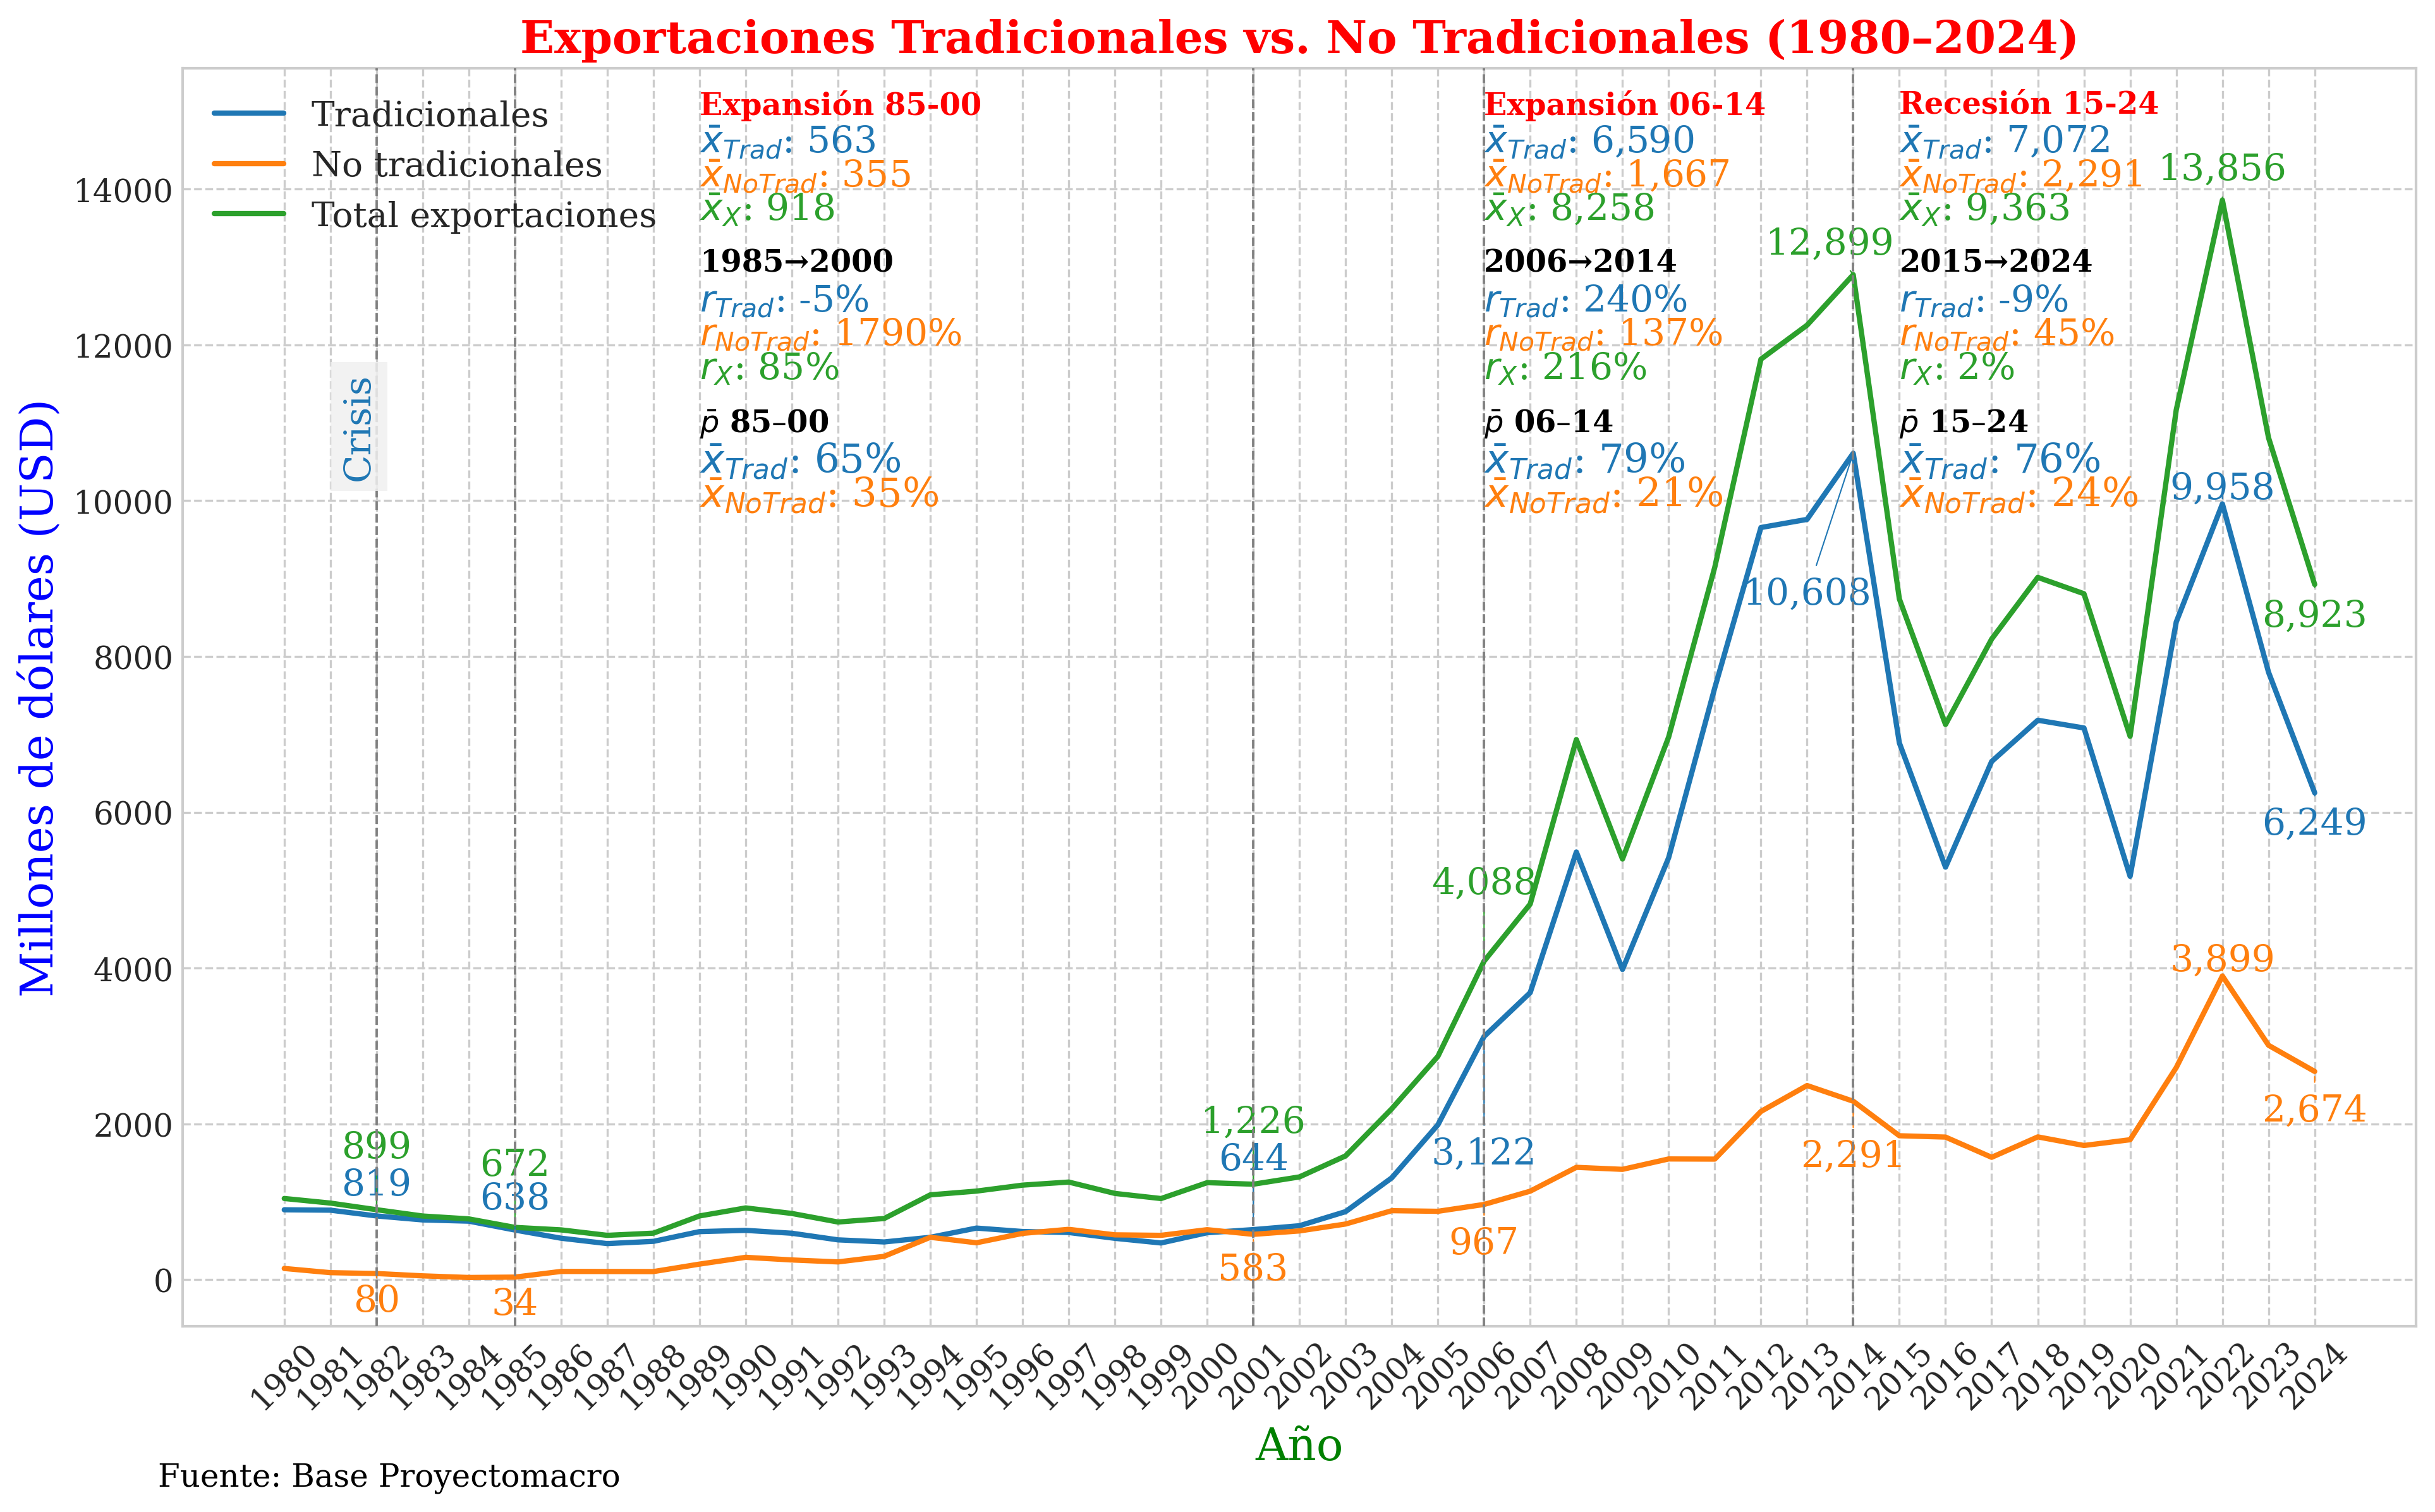 Exportaciones Tradicionales vs. No Tradicionales (1980–2024)
Tradicionales
No tradicionales
Total exportaciones
Expansión 85-00
x̄Trad: 563
x̄NoTrad: 355
x̄X: 918
1985→2000
rTrad: -5%
rNoTrad: 1790%
rX: 85%
p̄ 85–00
x̄Trad: 65%
x̄NoTrad: 35%
Expansión 06-14
x̄Trad: 6,590
x̄NoTrad: 1,667
x̄X: 8,258
2006→2014
rTrad: 240%
rNoTrad: 137%
rX: 216%
p̄ 06–14
x̄Trad: 79%
x̄NoTrad: 21%
Recesión 15-24
x̄Trad: 7,072
x̄NoTrad: 2,291
x̄X: 9,363
2015→2024
rTrad: -9%
rNoTrad: 45%
rX: 2%
p̄ 15–24
x̄Trad: 76%
x̄NoTrad: 24%
Crisis
899
819
80
672
638
34
1,226
644
583
4,088
3,122
967
12,899
10,608
2,291
13,856
9,958
3,899
8,923
6,249
2,674
Millones de dólares (USD)
14000
12000
10000
8000
6000
4000
2000
0
1980
1981
1982
1983
1984
1985
1986
1987
1988
1989
1990
1991
1992
1993
1994
1995
1996
1997
1998
1999
2000
2001
2002
2003
2004
2005
2006
2007
2008
2009
2010
2011
2012
2013
2014
2015
2016
2017
2018
2019
2020
2021
2022
2023
2024
Año
Fuente: Base Proyectomacro